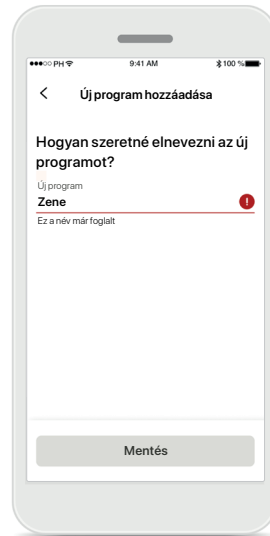 PH 9:41 AM 100 %
Új program hozzáadása
Hogyan szeretné elnevezni az új
programot?
Új program
Zene
!
Ez a név már foglalt
Mentés